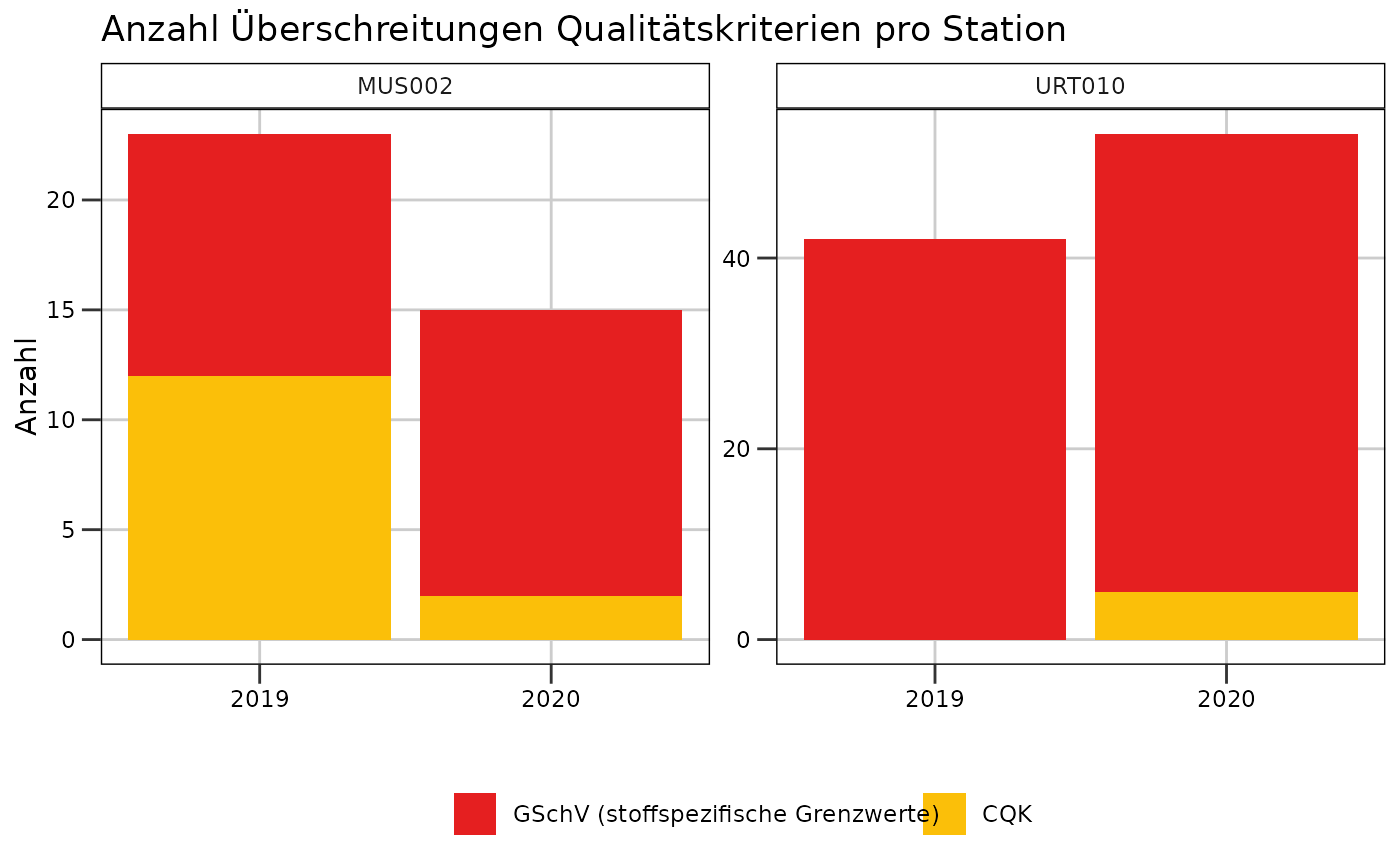 Anzahl Überschreitungen Qualitätskriterien pro Station
MUS002
URT010
Anzahl
20
15
10
5
0
40
20
0
2019
2020
2019
2020
GSchV (stoffspezifische Grenzwerte)
CQK